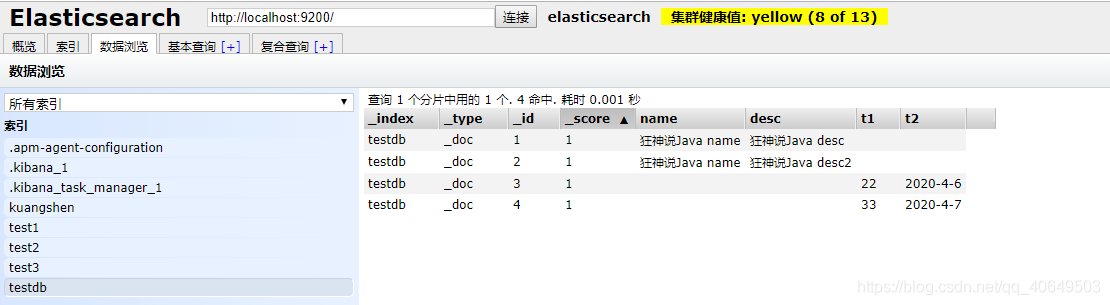 Elasticsearch http://localhost:9200/ 连接 elasticsearch 集群健康值: yellow (8 of 13)
概览 索引 数据浏览 基本查询 [+] 复合查询 [+]
数据浏览
所有索引 ▼
索引
.apm-agent-configuration
.kibana_1
.kibana_task_manager_1
kuangshen
test1
test2
test3
testdb
查询 1 个分片中用的 1 个. 4 命中. 耗时 0.001 秒
_index _type _id _score ▲ name desc t1 t2
testdb _doc 1 1 狂神说Java name 狂神说Java desc
testdb _doc 2 1 狂神说Java name 狂神说Java desc2
testdb _doc 3 1 22 2020-4-6
testdb _doc 4 1 33 2020-4-7
https://blog.csdn.net/qq_40649503